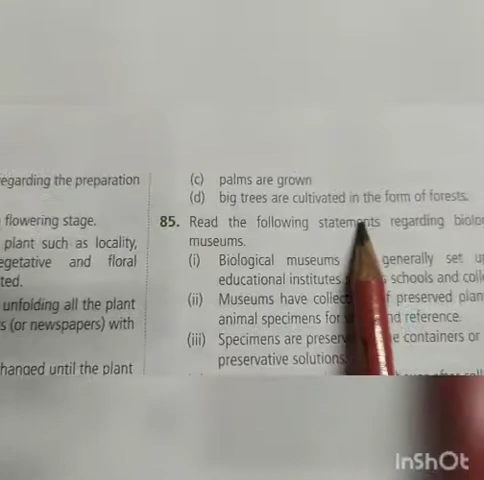 egarding the preparation
flowering stage.
plant such as locality,
egetative and floral
ted.
unfolding all the plant
s (or newspapers) with
hanged until the plant
(c) palms are grown
(d) big trees are cultivated in the form of forests.
85. Read the following statements regarding biolo
museums.
(i) Biological museums generally set u
educational institutes schools and coll
(ii) Museums have collec f preserved plan
animal specimens for nd reference.
(iii) Specimens are preser e containers or
preservative solutions.
InShOt